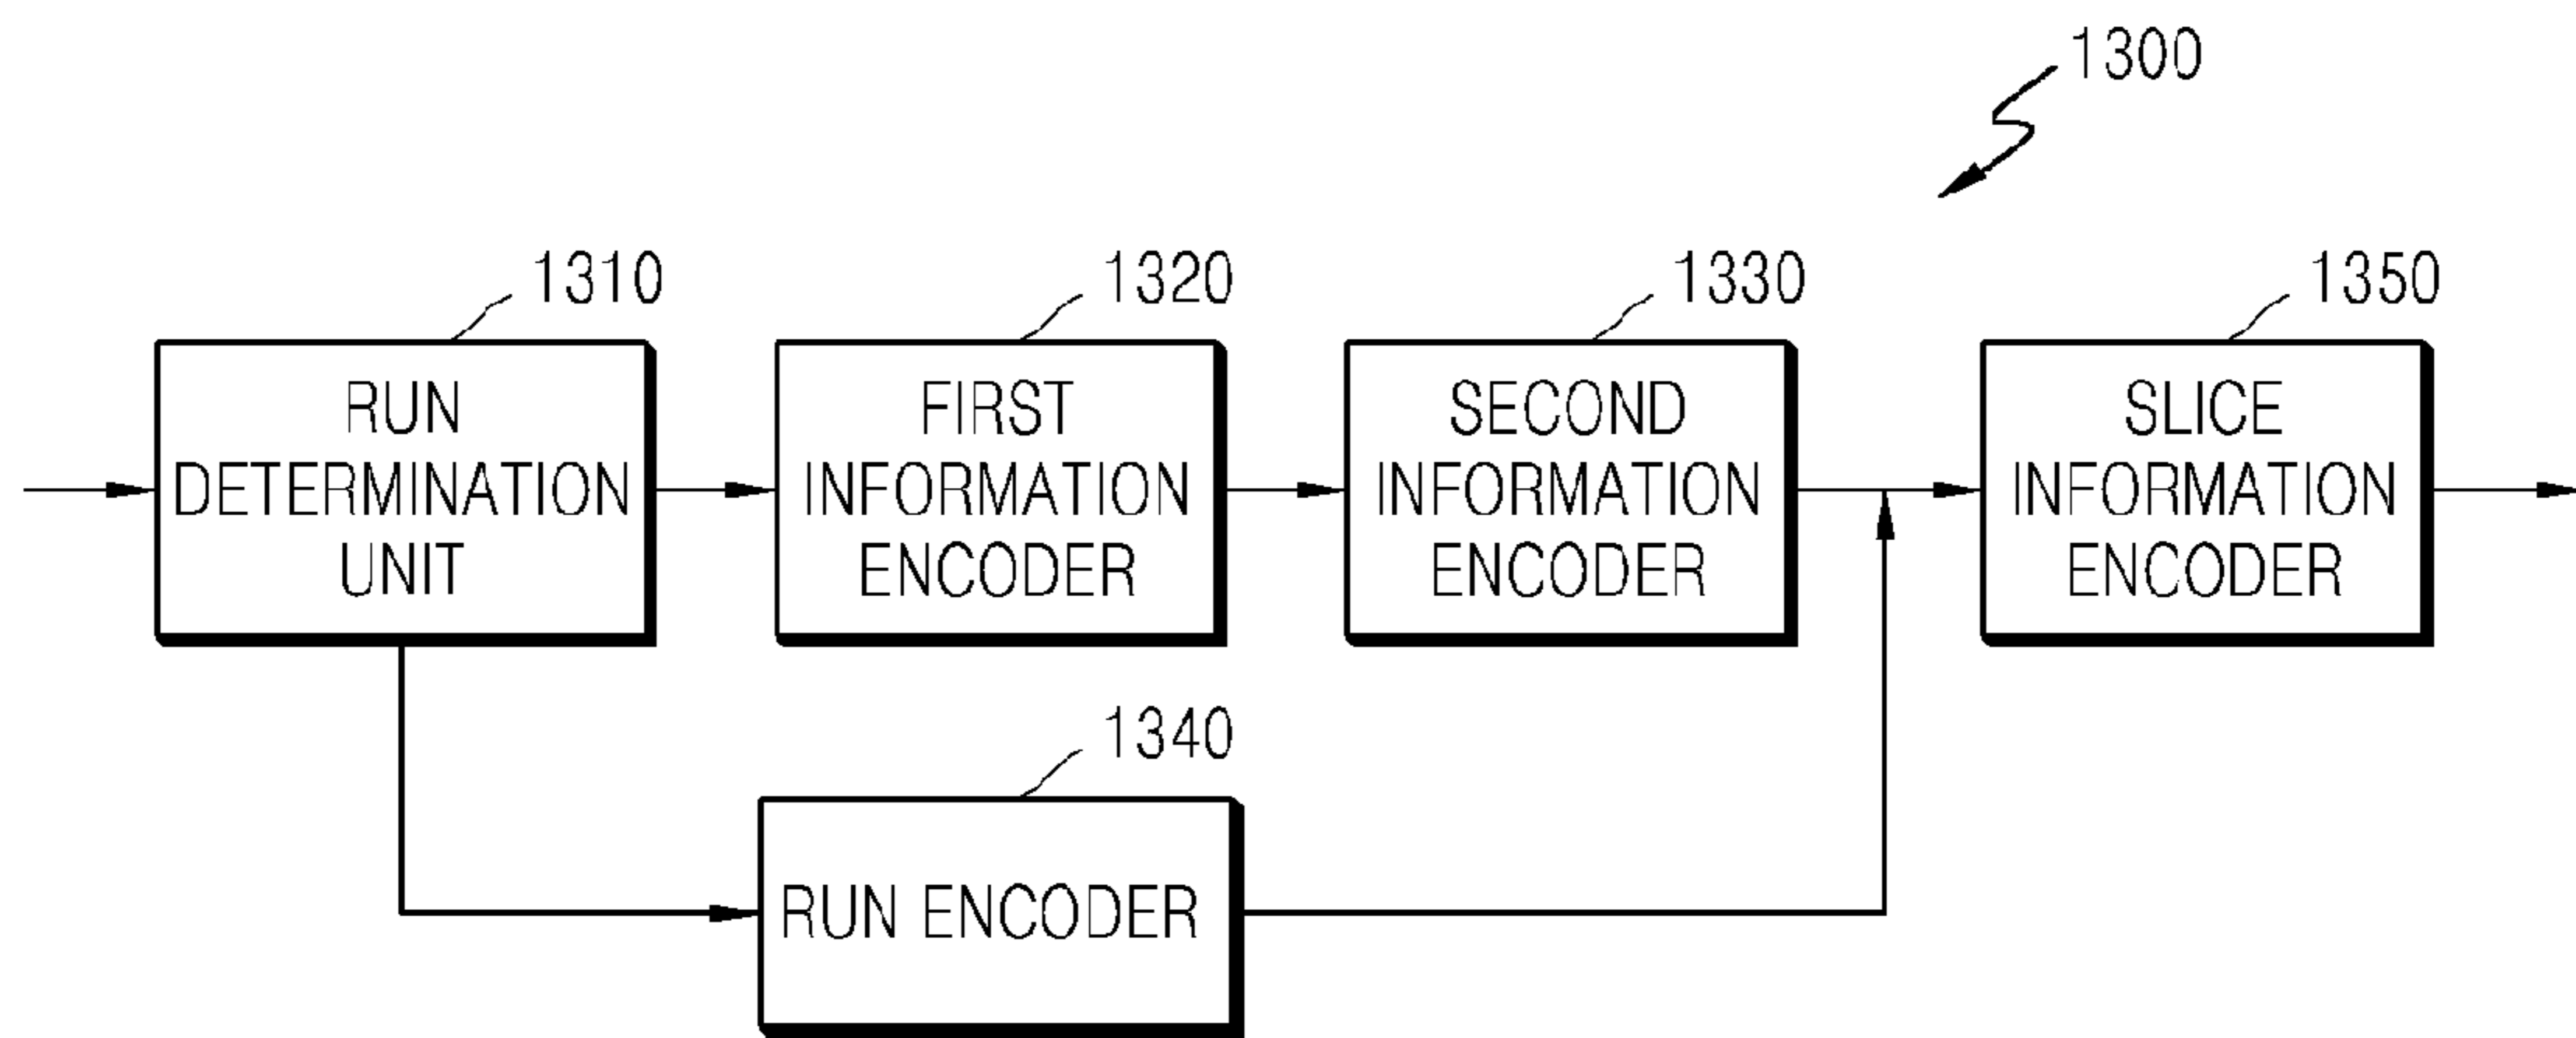 1300
1310
RUN
DETERMINATION
UNIT
1320
FIRST
INFORMATION
ENCODER
1330
SECOND
INFORMATION
ENCODER
1350
SLICE
INFORMATION
ENCODER
1340
RUN ENCODER